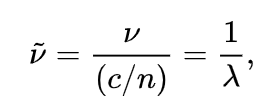 ν̃ = ν / (c/n) = 1 / λ,